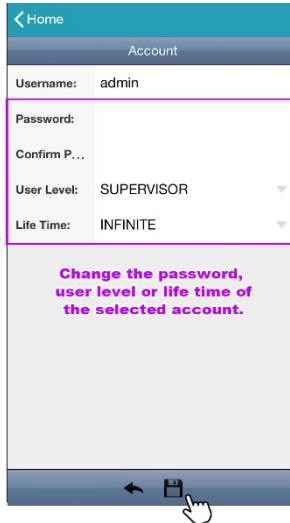 Home
Account
Username: admin
Password:
Confirm P...
User Level: SUPERVISOR
Life Time: INFINITE
Change the password,
user level or life time of
the selected account.